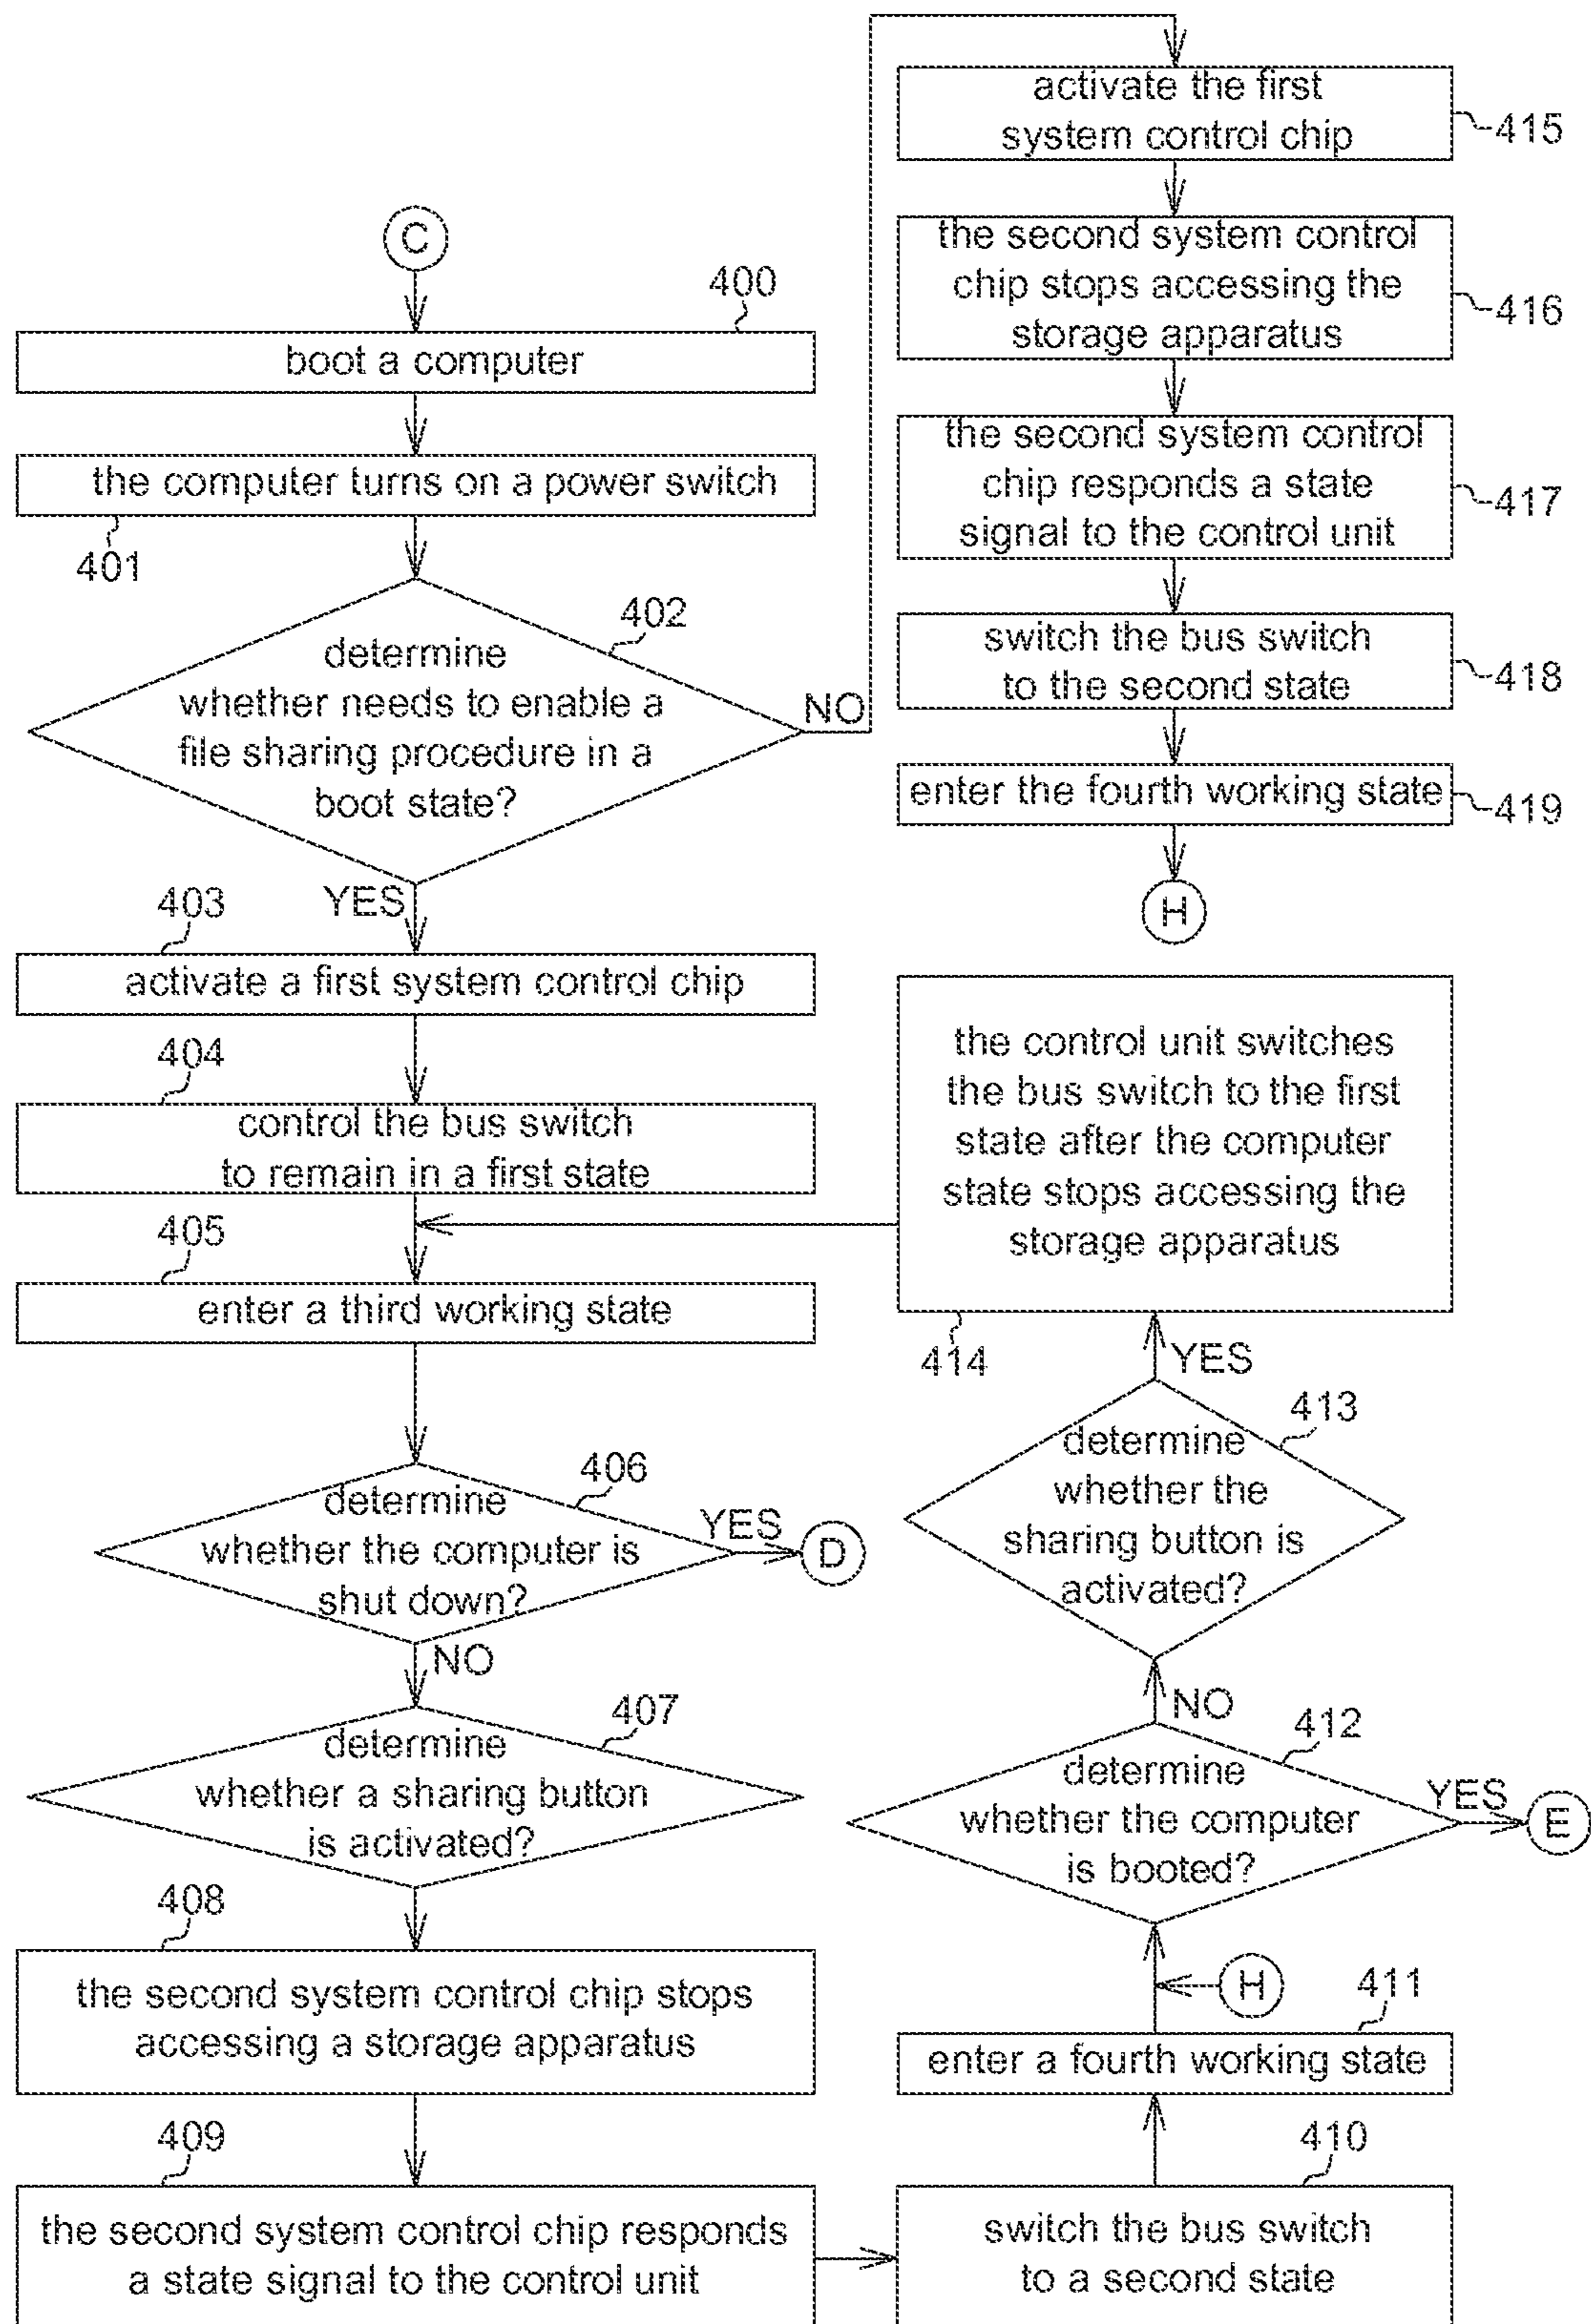 C
400
boot a computer
the computer turns on a power switch
401
402
determine
whether needs to enable a
file sharing procedure in a
boot state?
NO
YES
403
activate a first system control chip
404
control the bus switch
to remain in a first state
405
enter a third working state
406
determine
whether the computer is
shut down?
YES
D
NO
407
determine
whether a sharing button
is activated?
408
the second system control chip stops
accessing a storage apparatus
409
the second system control chip responds
a state signal to the control unit
410
switch the bus switch
to a second state
411
enter a fourth working state
H
412
determine
whether the computer
is booted?
YES
E
NO
413
determine
whether the
sharing button is
activated?
YES
414
the control unit switches
the bus switch to the first
state after the computer
state stops accessing the
storage apparatus
activate the first
system control chip
415
the second system control
chip stops accessing the
storage apparatus
416
the second system control
chip responds a state
signal to the control unit
417
switch the bus switch
to the second state
418
enter the fourth working state
419
H